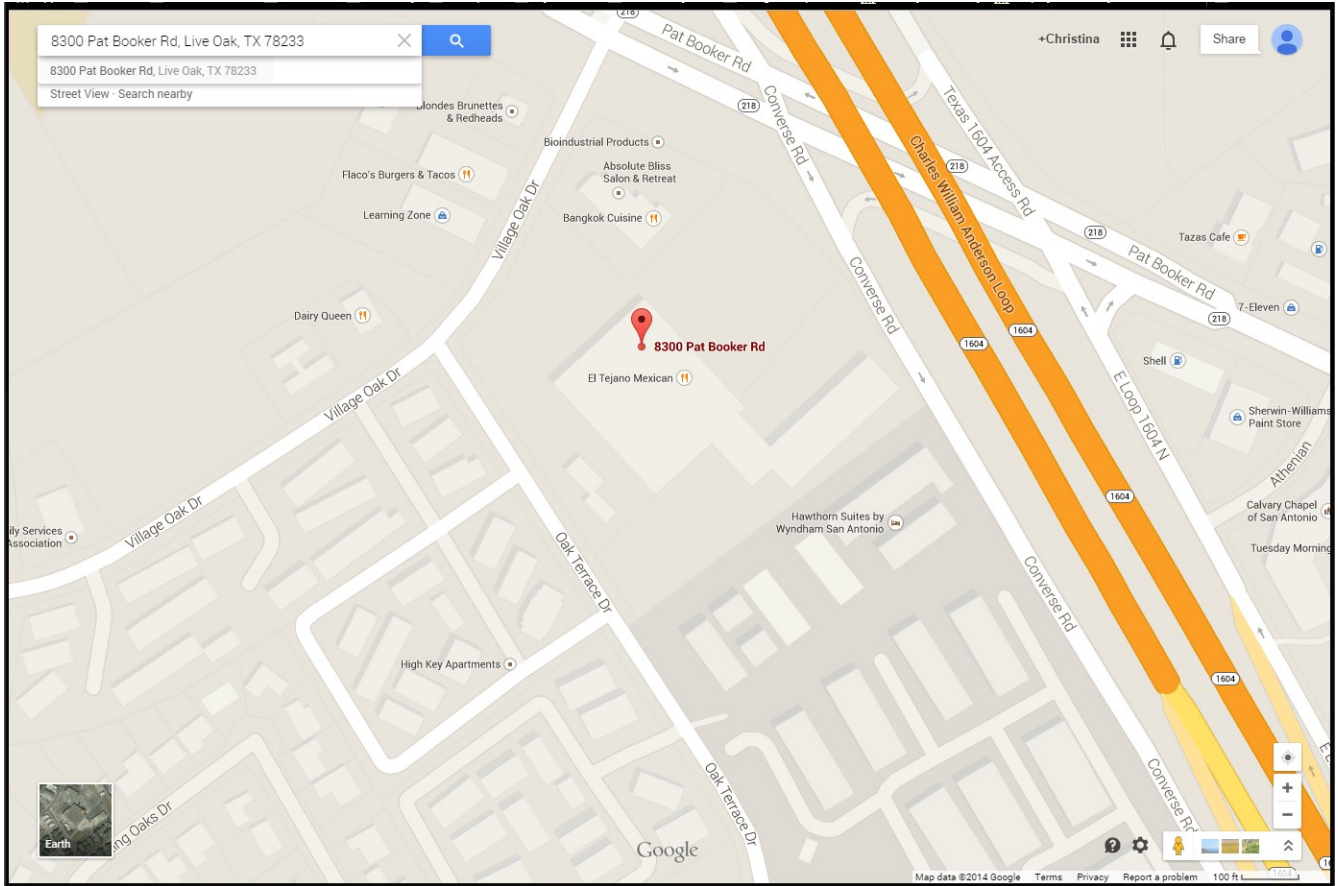 8300 Pat Booker Rd, Live Oak, TX 78233
8300 Pat Booker Rd, Live Oak, TX 78233
Street View · Search nearby
+Christina
Share
218
Pat Booker Rd
218
Converse Rd
Texas 1604 Access Rd
Charles William Anderson Loop
218
londes Brunettes
& Redheads
Bioindustrial Products
Absolute Bliss
Salon & Retreat
Flaco's Burgers & Tacos
Learning Zone
Bangkok Cuisine
Village Oak Dr
218
Tazas Cafe
Pat Booker Rd
Converse Rd
7-Eleven
218
Dairy Queen
1604
1604
8300 Pat Booker Rd
Shell
El Tejano Mexican
Village Oak Dr
E Loop 1604 N
Sherwin-Williams
Paint Store
Athenian
1604
Calvary Chapel
of San Antonio
Hawthorn Suites by
Wyndham San Antonio
ily Services
Association
Village Oak Dr
Tuesday Morning
Oak Terrace Dr
Converse Rd
High Key Apartments
1604
Oak Terrace Dr
Converse Rd
Earth
ng Oaks Dr
Google
Map data ©2014 Google
Terms
Privacy
Report a problem
100 ft
1604